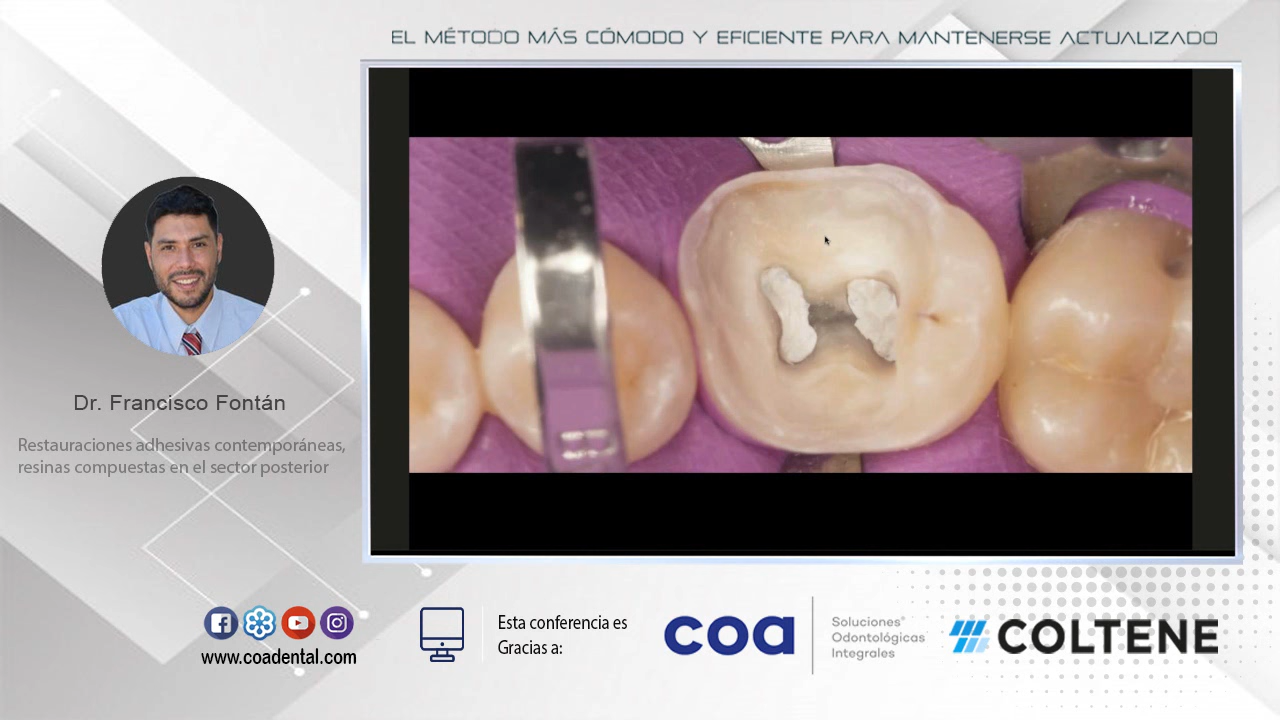 EL MÉTODO MÁS CÓMODO Y EFICIENTE PARA MANTENERSE ACTUALIZADO
Dr. Francisco Fontán
Restauraciones adhesivas contemporáneas,
resinas compuestas en el sector posterior
www.coadental.com
Esta conferencia es
Gracias a:
coa
Soluciones®
Odontológicas
Integrales
COLTENE